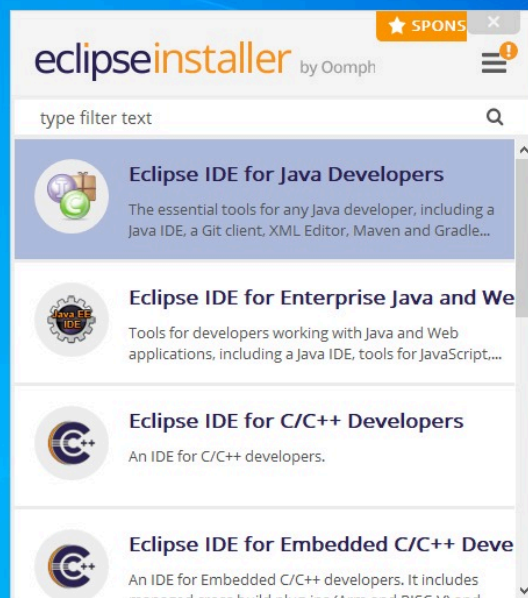 SPONS
eclipseinstaller by Oomph
!
type filter text
Eclipse IDE for Java Developers
The essential tools for any Java developer, including a
Java IDE, a Git client, XML Editor, Maven and Gradle...
Java EE
IDE
Eclipse IDE for Enterprise Java and We
Tools for developers working with Java and Web
applications, including a Java IDE, tools for JavaScript,...
C++
Eclipse IDE for C/C++ Developers
An IDE for C/C++ developers.
C++
Eclipse IDE for Embedded C/C++ Deve
An IDE for Embedded C/C++ developers. It includes